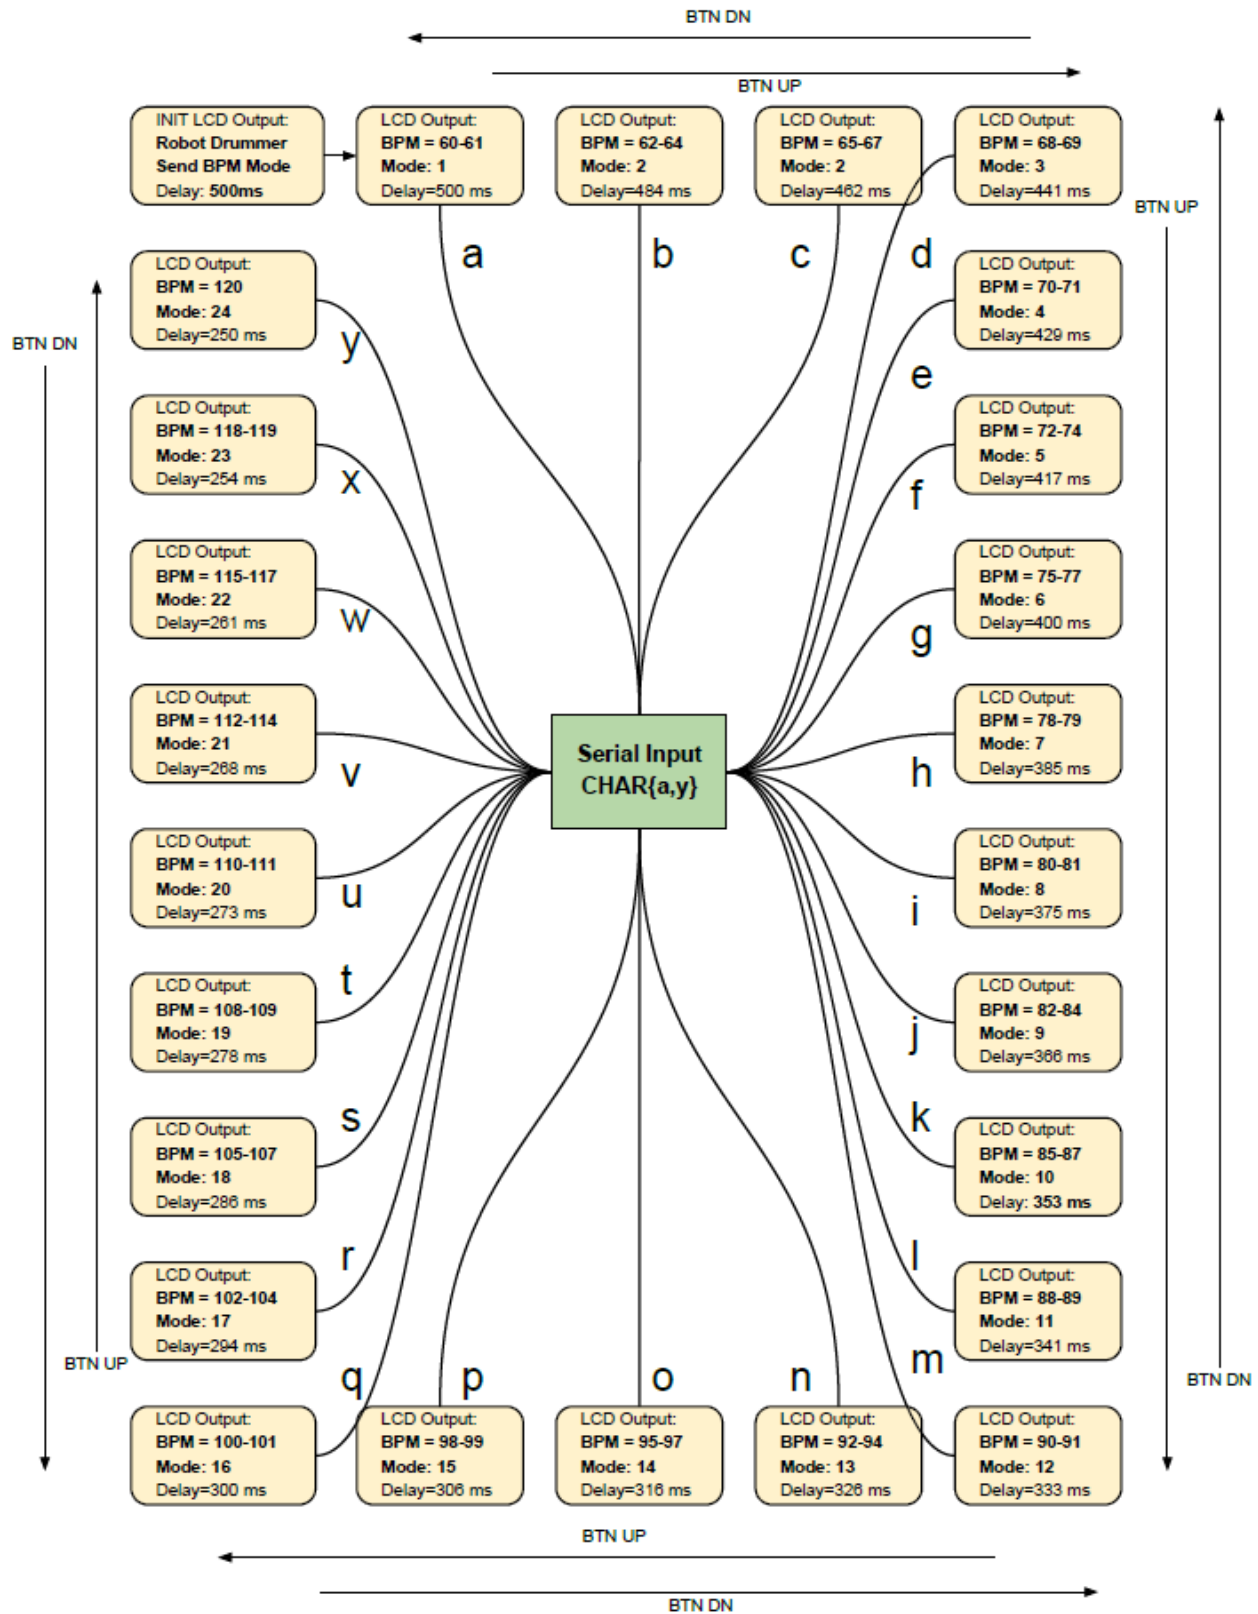 BTN DN
BTN UP
INIT LCD Output:
Robot Drummer
Send BPM Mode
Delay: 500ms
LCD Output:
BPM = 60-61
Mode: 1
Delay=500 ms
LCD Output:
BPM = 62-64
Mode: 2
Delay=484 ms
LCD Output:
BPM = 65-67
Mode: 2
Delay=462 ms
LCD Output:
BPM = 68-69
Mode: 3
Delay=441 ms
BTN UP
a
b
c
d
LCD Output:
BPM = 120
Mode: 24
Delay=250 ms
LCD Output:
BPM = 70-71
Mode: 4
Delay=429 ms
BTN DN
y
e
LCD Output:
BPM = 118-119
Mode: 23
Delay=254 ms
LCD Output:
BPM = 72-74
Mode: 5
Delay=417 ms
x
f
LCD Output:
BPM = 115-117
Mode: 22
Delay=261 ms
LCD Output:
BPM = 75-77
Mode: 6
Delay=400 ms
w
g
LCD Output:
BPM = 112-114
Mode: 21
Delay=268 ms
Serial Input
CHAR{a,y}
LCD Output:
BPM = 78-79
Mode: 7
Delay=385 ms
v
h
LCD Output:
BPM = 110-111
Mode: 20
Delay=273 ms
LCD Output:
BPM = 80-81
Mode: 8
Delay=375 ms
u
i
LCD Output:
BPM = 108-109
Mode: 19
Delay=278 ms
LCD Output:
BPM = 82-84
Mode: 9
Delay=366 ms
t
j
LCD Output:
BPM = 105-107
Mode: 18
Delay=286 ms
LCD Output:
BPM = 85-87
Mode: 10
Delay: 353 ms
s
k
LCD Output:
BPM = 102-104
Mode: 17
Delay=294 ms
LCD Output:
BPM = 88-89
Mode: 11
Delay=341 ms
r
l
BTN UP
BTN DN
q
p
o
n
m
LCD Output:
BPM = 100-101
Mode: 16
Delay=300 ms
LCD Output:
BPM = 98-99
Mode: 15
Delay=306 ms
LCD Output:
BPM = 95-97
Mode: 14
Delay=316 ms
LCD Output:
BPM = 92-94
Mode: 13
Delay=326 ms
LCD Output:
BPM = 90-91
Mode: 12
Delay=333 ms
BTN UP
BTN DN